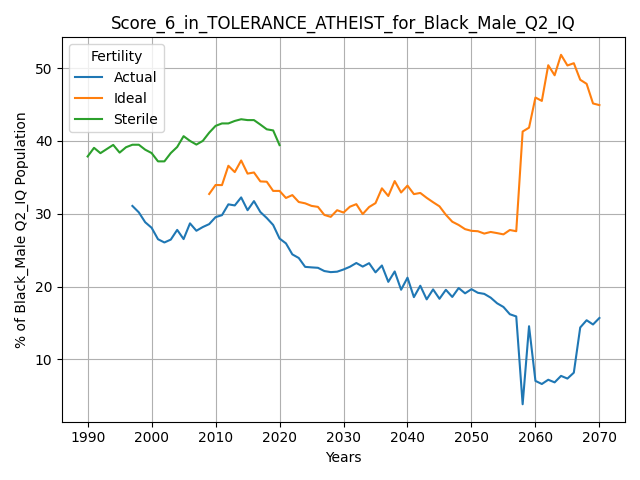 Score_6_in_TOLERANCE_ATHEIST_for_Black_Male_Q2_IQ
Fertility
Actual
Ideal
Sterile
% of Black_Male Q2_IQ Population
50
40
30
20
10
1990 2000 2010 2020 2030 2040 2050 2060 2070
Years